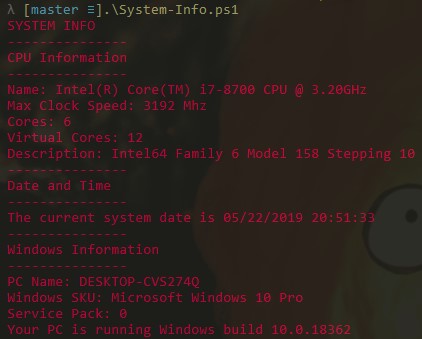 λ [master ≡].\System-Info.ps1
SYSTEM INFO
---------------
CPU Information
---------------
Name: Intel(R) Core(TM) i7-8700 CPU @ 3.20GHz
Max Clock Speed: 3192 Mhz
Cores: 6
Virtual Cores: 12
Description: Intel64 Family 6 Model 158 Stepping 10
---------------
Date and Time
---------------
The current system date is 05/22/2019 20:51:33
---------------
Windows Information
---------------
PC Name: DESKTOP-CVS274Q
Windows SKU: Microsoft Windows 10 Pro
Service Pack: 0
Your PC is running Windows build 10.0.18362